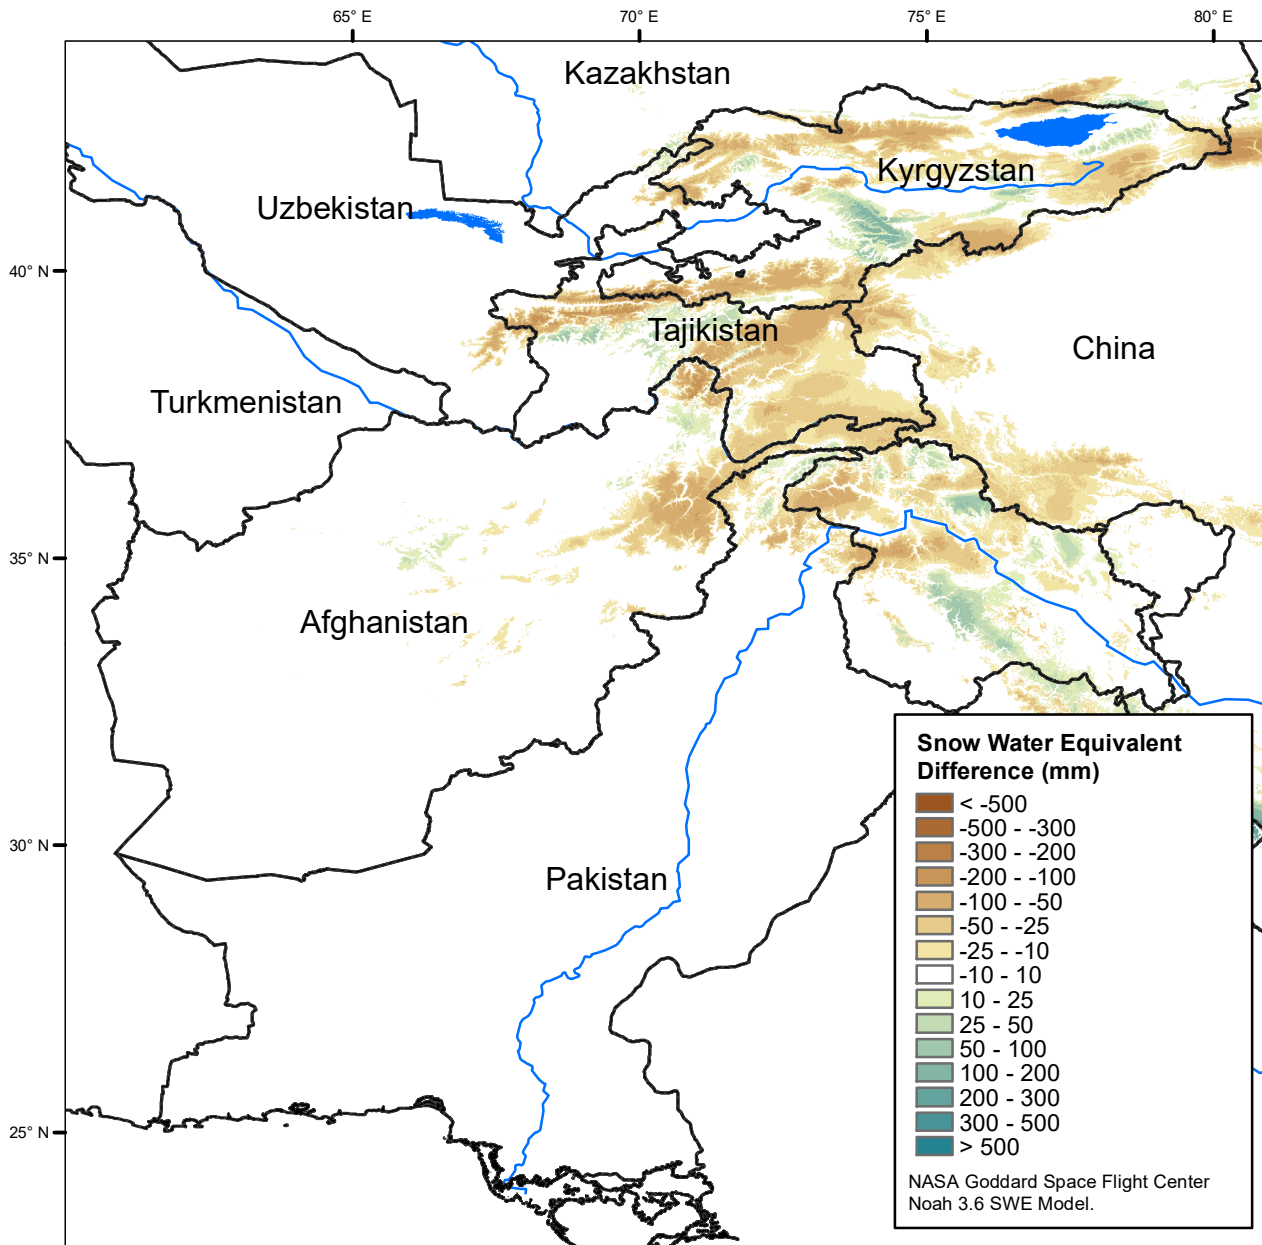 65° E
70° E
75° E
80° E
Kazakhstan
Kyrgyzstan
Uzbekistan
40° N
Tajikistan
China
Turkmenistan
35° N
Afghanistan
30° N
Pakistan
25° N
Snow Water Equivalent
Difference (mm)
< -500
-500 - -300
-300 - -200
-200 - -100
-100 - -50
-50 - -25
-25 - -10
-10 - 10
10 - 25
25 - 50
50 - 100
100 - 200
200 - 300
300 - 500
> 500
NASA Goddard Space Flight Center
Noah 3.6 SWE Model.